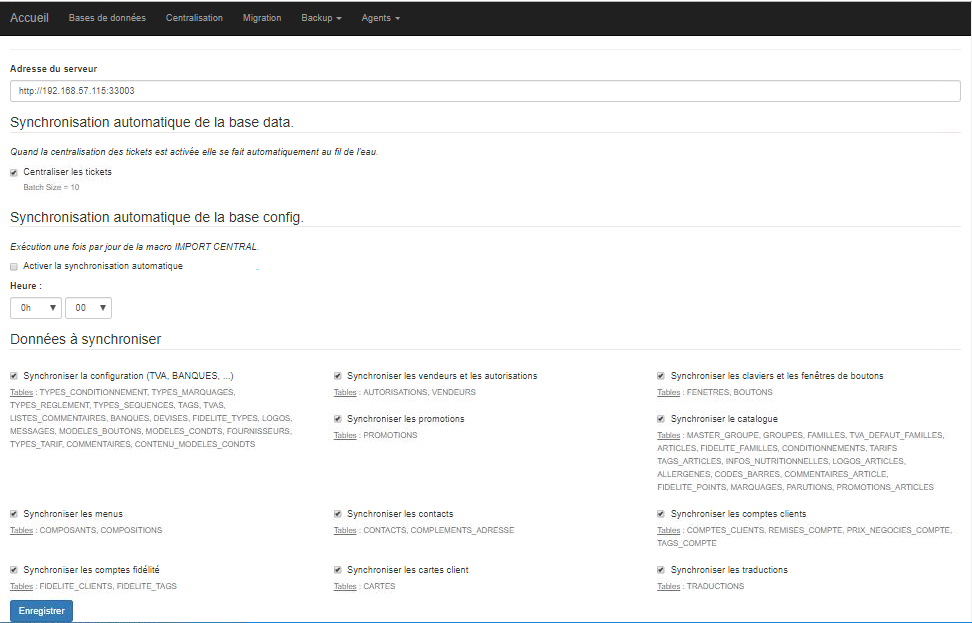 Accueil Bases de données Centralisation Migration Backup Agents
Adresse du serveur
http://192.168.57.115:33003
Synchronisation automatique de la base data.
Quand la centralisation des tickets est activée elle se fait automatiquement au fil de l'eau.
Centraliser les tickets
Batch Size = 10
Synchronisation automatique de la base config.
Exécution une fois par jour de la macro IMPORT CENTRAL.
Activer la synchronisation automatique
Heure :
0h 00
Données à synchroniser
Synchroniser la configuration (TVA, BANQUES, ...)
Tables : TYPES_CONDITIONNEMENT, TYPES_MARQUAGES,
TYPES_REGLEMENT, TYPES_SEQUENCES, TAGS, TVAS,
LISTES_COMMENTAIRES, BANQUES, DEVISES, FIDELITE_TYPES, LOGOS,
MESSAGES, MODELES_BOUTONS, MODELES_CONDTS, FOURNISSEURS,
TYPES_TARIF, COMMENTAIRES, CONTENU_MODELES_CONDTS
Synchroniser les vendeurs et les autorisations
Tables : AUTORISATIONS, VENDEURS
Synchroniser les claviers et les fenêtres de boutons
Tables : FENETRES, BOUTONS
Synchroniser les promotions
Tables : PROMOTIONS
Synchroniser le catalogue
Tables : MASTER_GROUPE, GROUPES, FAMILLES, TVA_DEFAUT_FAMILLES,
ARTICLES, FIDELITE_FAMILLES, CONDITIONNEMENTS, TARIFS
TAGS_ARTICLES, INFOS_NUTRITIONNELLES, LOGOS_ARTICLES,
ALLERGENES, CODES_BARRES, COMMENTAIRES_ARTICLE,
FIDELITE_POINTS, MARQUAGES, PARUTIONS, PROMOTIONS_ARTICLES
Synchroniser les menus
Tables : COMPOSANTS, COMPOSITIONS
Synchroniser les contacts
Tables : CONTACTS, COMPLEMENTS_ADRESSE
Synchroniser les comptes clients
Tables : COMPTES_CLIENTS, REMISES_COMPTE, PRIX_NEGOCIES_COMPTE,
TAGS_COMPTE
Synchroniser les comptes fidélité
Tables : FIDELITE_CLIENTS, FIDELITE_TAGS
Synchroniser les cartes client
Tables : CARTES
Synchroniser les traductions
Tables : TRADUCTIONS
Enregistrer